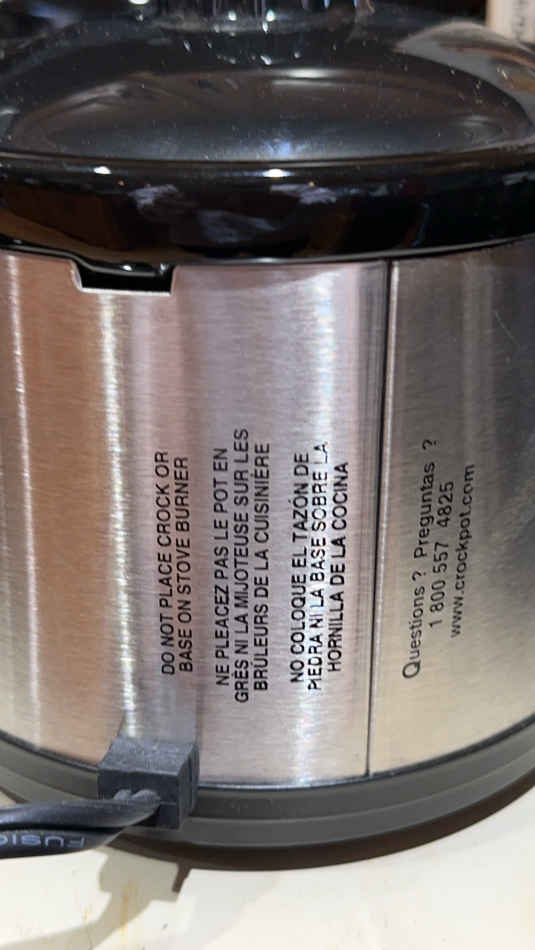 DO NOT PLACE CROCK OR
BASE ON STOVE BURNER
NE PLEACEZ PAS LE POT EN
GRÈS NI LA MIJOTEUSE SUR LES
BRÛLEURS DE LA CUISINIÈRE
NO COLOQUE EL TAZÓN DE
PIEDRA NI LA BASE SOBRE LA
HORNILLA DE LA COCINA
Questions ? Preguntas ?
1 800 557 4825
www.crockpot.com